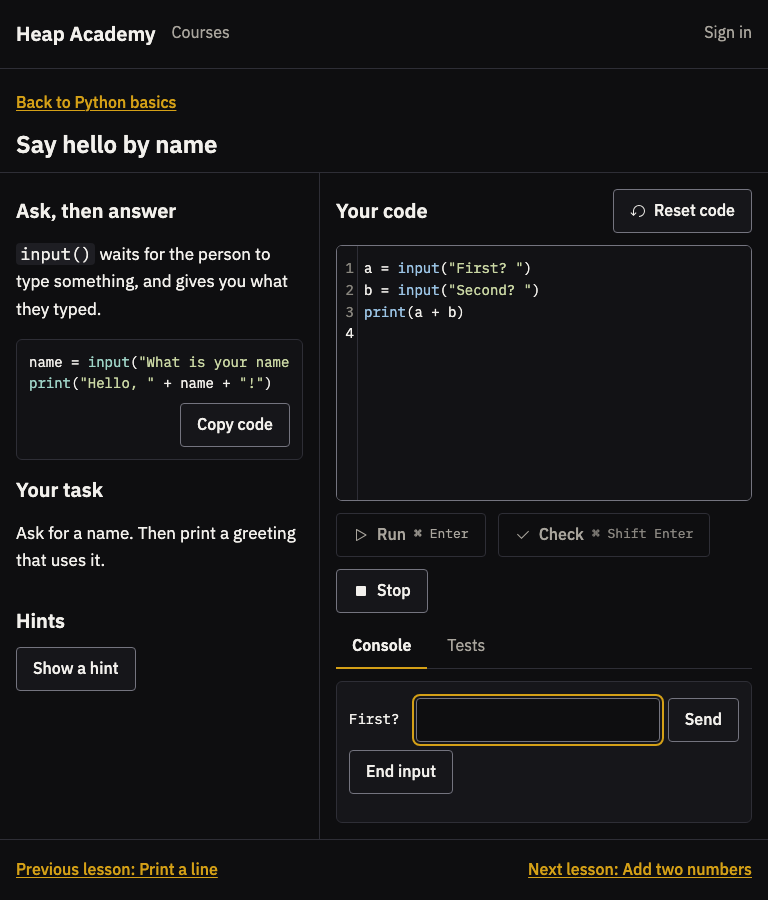 Heap Academy Courses Sign in
Back to Python basics
Say hello by name
Ask, then answer
input() waits for the person to
type something, and gives you what
they typed.
name = input("What is your name
print("Hello, " + name + "!")
Copy code
Your task
Ask for a name. Then print a greeting
that uses it.
Hints
Show a hint
Your code
Reset code
1 a = input("First? ")
2 b = input("Second? ")
3 print(a + b)
4
Run ⌘ Enter Check ⌘ Shift Enter
Stop
Console Tests
First? Send
End input
Previous lesson: Print a line Next lesson: Add two numbers